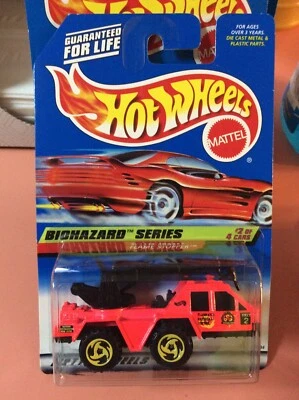 GUARANTEED
FOR LIFE
FOR AGES
OVER 3 YEARS.
DIE CAST METAL &
PLASTIC PARTS.
HOT WHEELS
MATTEL
BIOHAZARD™ SERIES
#2 OF
4 CARS
FLAME STOPPER